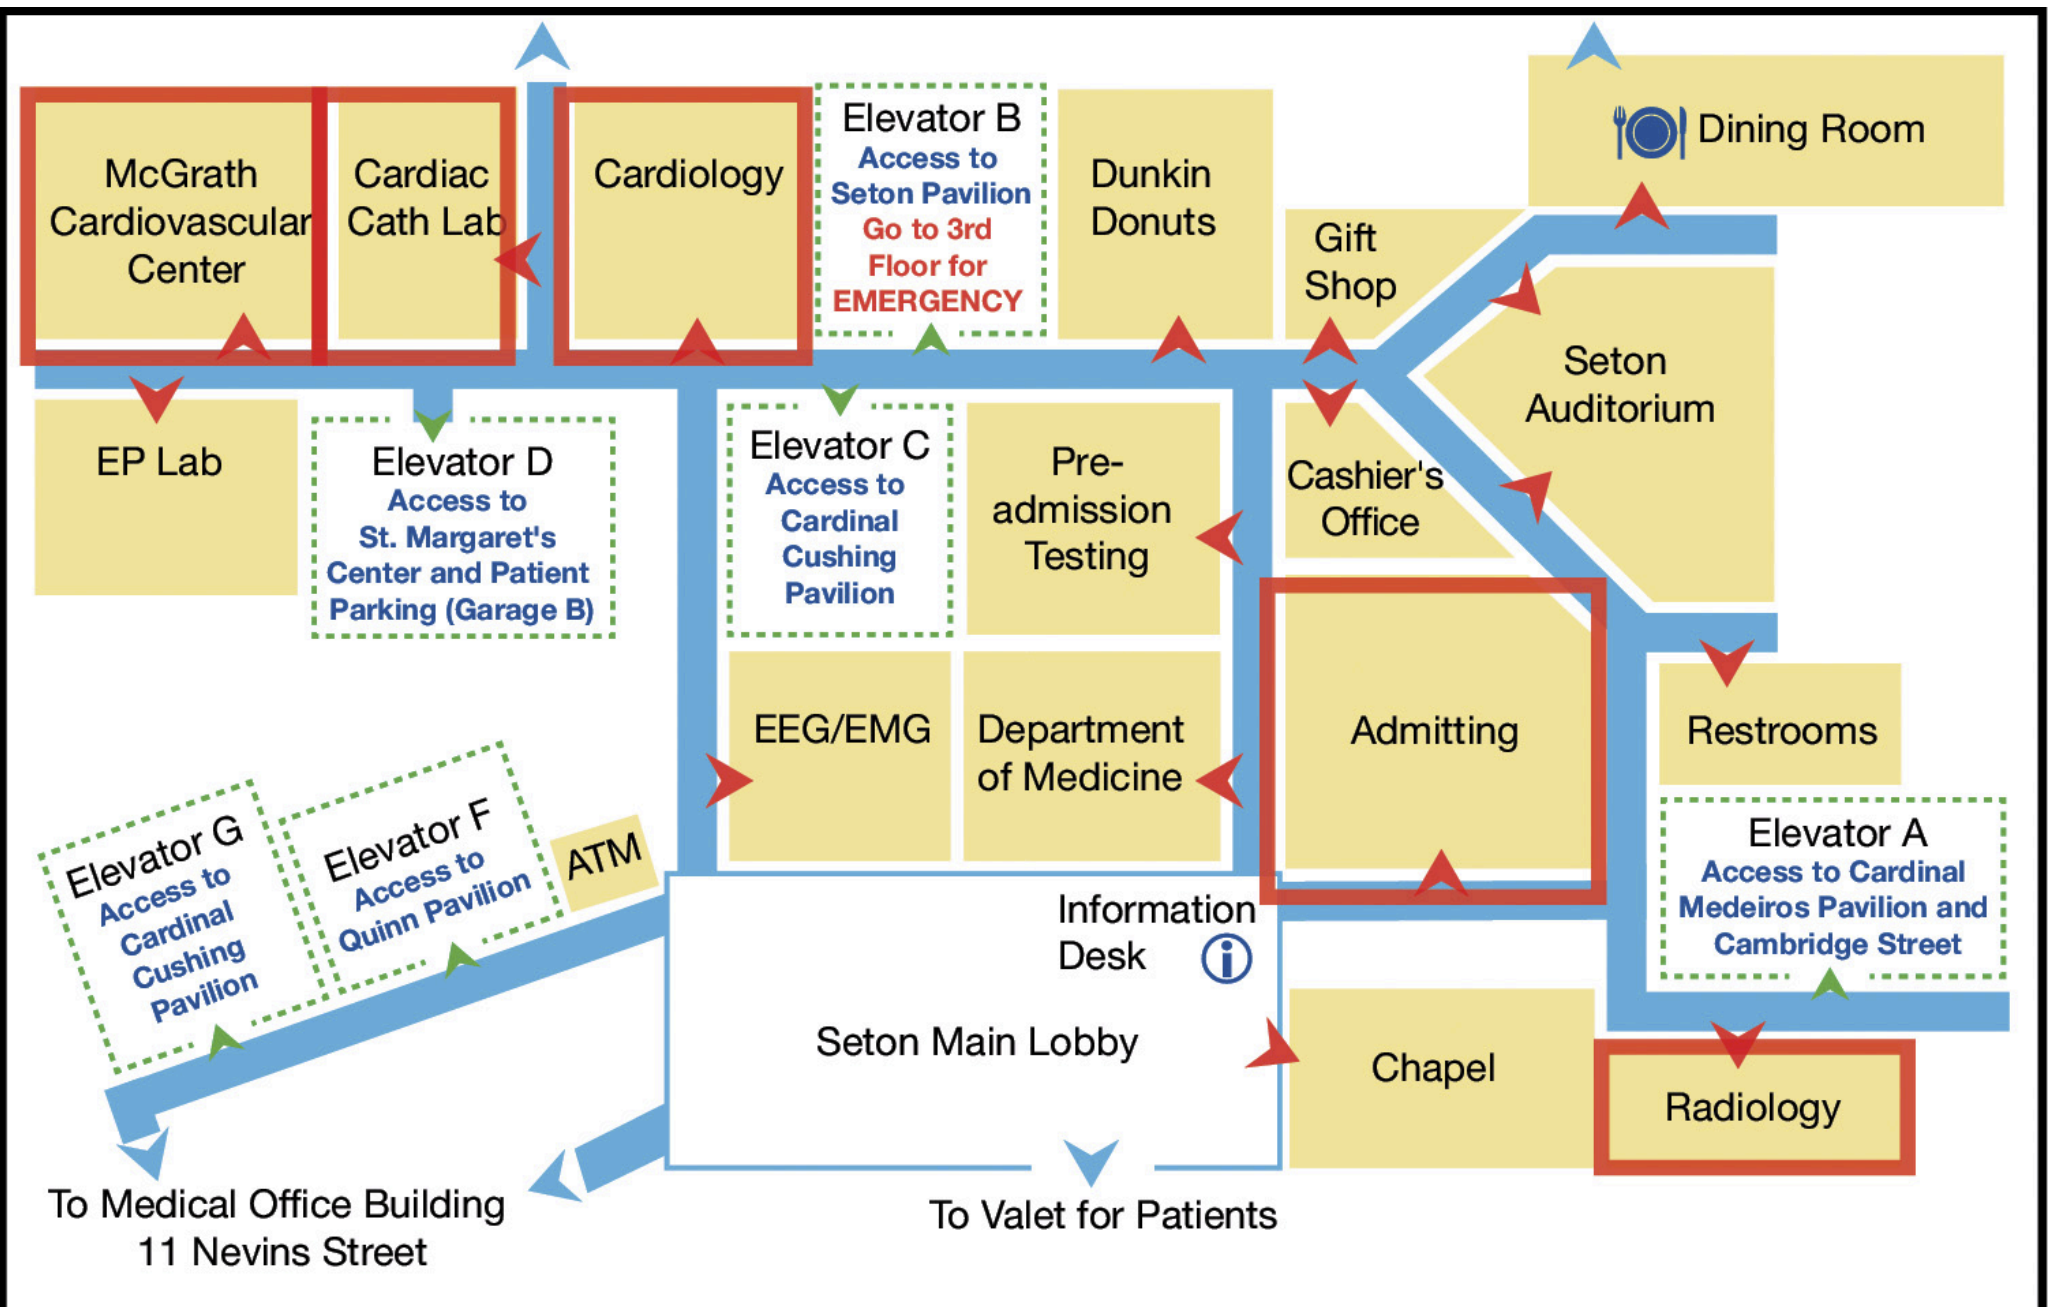 McGrath
Cardiovascular
Center
Cardiac
Cath Lab
Cardiology
Elevator B
Access to
Seton Pavilion
Go to 3rd
Floor for
EMERGENCY
Dunkin
Donuts
Gift
Shop
Dining Room
Seton
Auditorium
EP Lab
Elevator D
Access to
St. Margaret's
Center and Patient
Parking (Garage B)
Elevator C
Access to
Cardinal
Cushing
Pavilion
Pre-
admission
Testing
Cashier's
Office
EEG/EMG
Department
of Medicine
Admitting
Restrooms
Elevator G
Access to
Cardinal
Cushing
Pavilion
Elevator F
Access to
Quinn Pavilion
ATM
Information
Desk
i
Seton Main Lobby
Elevator A
Access to Cardinal
Medeiros Pavilion and
Cambridge Street
Chapel
Radiology
To Medical Office Building
11 Nevins Street
To Valet for Patients